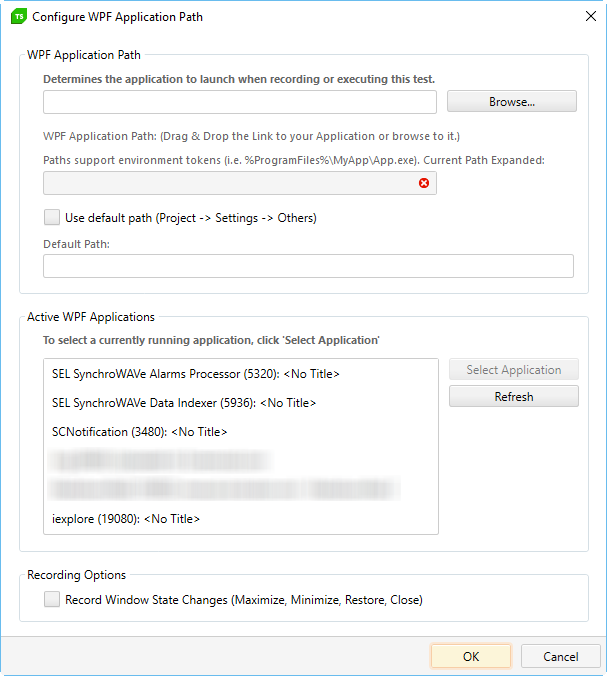 TS Configure WPF Application Path
WPF Application Path
Determines the application to launch when recording or executing this test.
Browse...
WPF Application Path: (Drag & Drop the Link to your Application or browse to it.)
Paths support environment tokens (i.e. %ProgramFiles%\MyApp\App.exe). Current Path Expanded:
Use default path (Project -> Settings -> Others)
Default Path:
Active WPF Applications
To select a currently running application, click 'Select Application'
SEL SynchroWAVe Alarms Processor (5320): <No Title>
Select Application
SEL SynchroWAVe Data Indexer (5936): <No Title>
Refresh
SCNotification (3480): <No Title>
iexplore (19080): <No Title>
Recording Options
Record Window State Changes (Maximize, Minimize, Restore, Close)
OK
Cancel